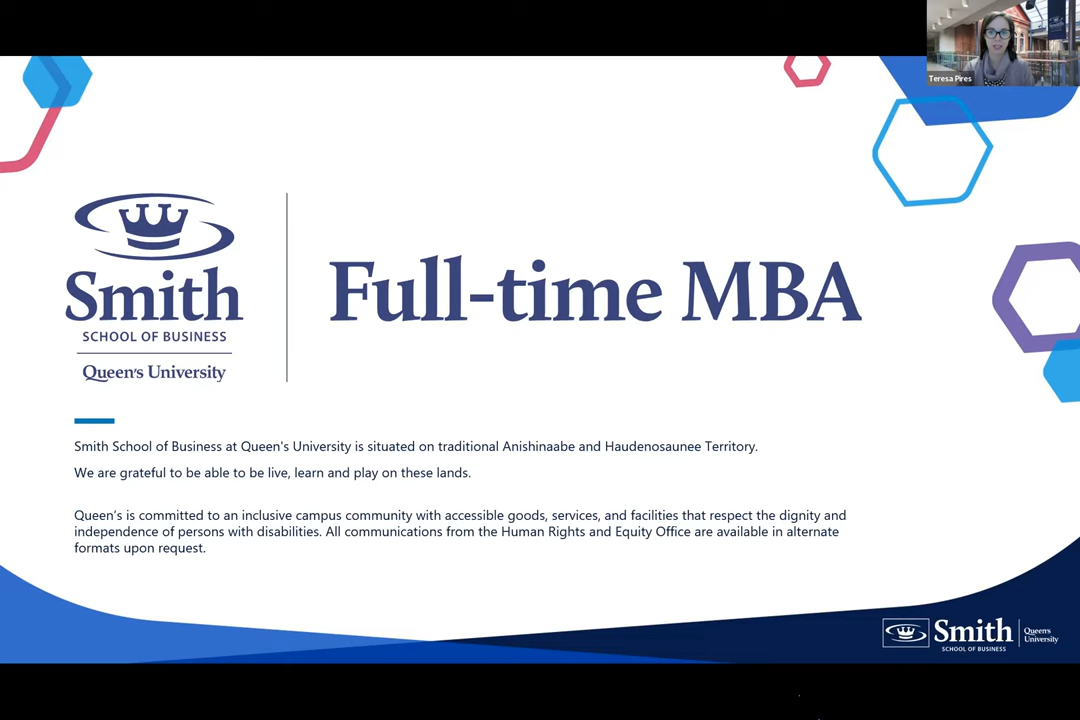 Teresa Pires
Smith
SCHOOL OF BUSINESS
Queen's University
Full-time MBA
Smith School of Business at Queen's University is situated on traditional Anishinaabe and Haudenosaunee Territory.
We are grateful to be able to be live, learn and play on these lands.
Queen's is committed to an inclusive campus community with accessible goods, services, and facilities that respect the dignity and
independence of persons with disabilities. All communications from the Human Rights and Equity Office are available in alternate
formats upon request.
Smith
SCHOOL OF BUSINESS
Queen's
University